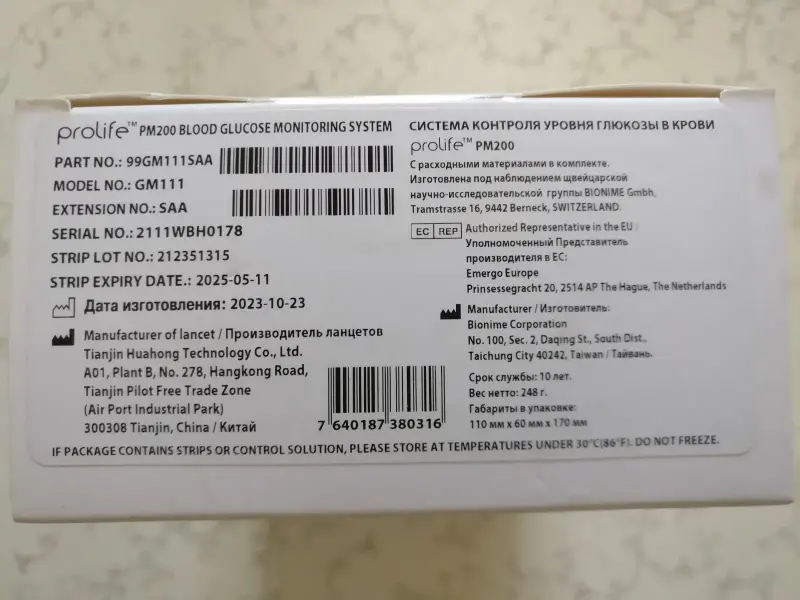 prolife™ PM200 BLOOD GLUCOSE MONITORING SYSTEM
PART NO.: 99GM111SAA
MODEL NO.: GM111
EXTENSION NO.: SAA
SERIAL NO.: 2111WBH0178
STRIP LOT NO.: 212351315
STRIP EXPIRY DATE.: 2025-05-11
Дата изготовления: 2023-10-23
Manufacturer of lancet / Производитель ланцетов
Tianjin Huahong Technology Co., Ltd.
A01, Plant B, No. 278, Hangkong Road,
Tianjin Pilot Free Trade Zone
(Air Port Industrial Park)
300308 Tianjin, China / Китай
7 640187 380316
СИСТЕМА КОНТРОЛЯ УРОВНЯ ГЛЮКОЗЫ В КРОВИ
prolife™ PM200
С расходными материалами в комплекте.
Изготовлена под наблюдением швейцарской
научно-исследовательской группы BIONIME Gmbh,
Tramstrasse 16, 9442 Berneck, SWITZERLAND.
EC REP Authorized Representative in the EU
Уполномоченный Представитель
производителя в ЕС:
Emergo Europe
Prinsessegracht 20, 2514 AP The Hague, The Netherlands
Manufacturer / Изготовитель:
Bionime Corporation
No. 100, Sec. 2, Daqing St., South Dist.,
Taichung City 40242, Taiwan / Тайвань.
Срок службы: 10 лет.
Вес нетто: 248 г.
Габариты в упаковке:
110 мм x 60 мм x 170 мм
IF PACKAGE CONTAINS STRIPS OR CONTROL SOLUTION, PLEASE STORE AT TEMPERATURES UNDER 30°C(86°F). DO NOT FREEZE.